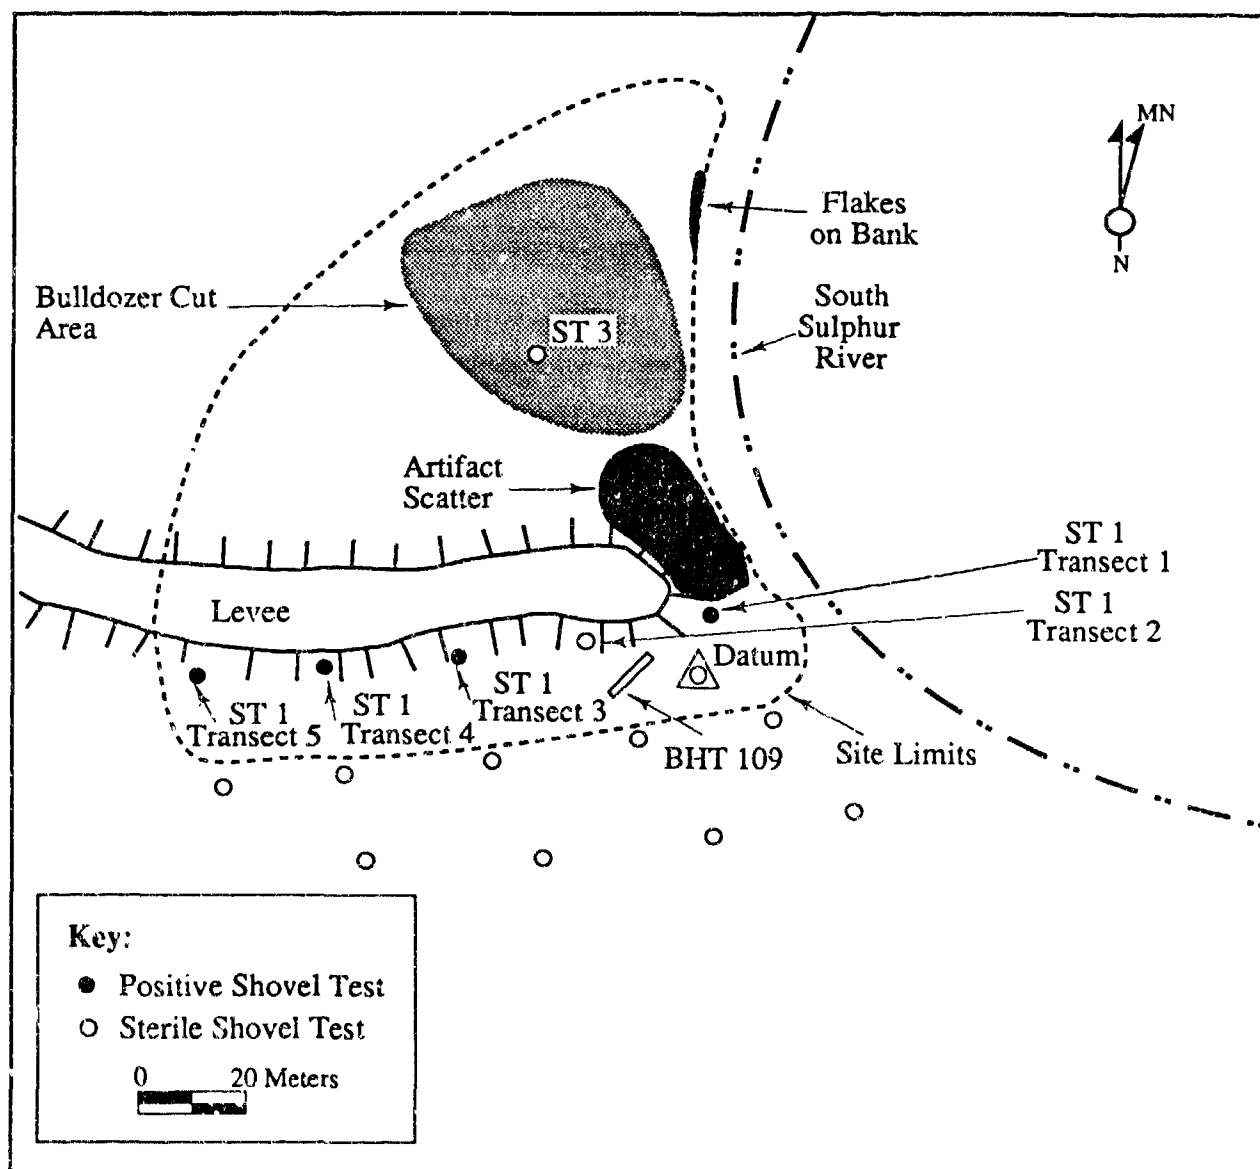 MN
N
Flakes
on Bank
Bulldozer Cut
Area
South
Sulphur
River
ST 3
Artifact
Scatter
ST 1
Transect 1
ST 1
Transect 2
Levee
Datum
ST 1
Transect 3
ST 1
Transect 4
ST 1
Transect 5
BHT 109
Site Limits
Key:
Positive Shovel Test
Sterile Shovel Test
0 20 Meters